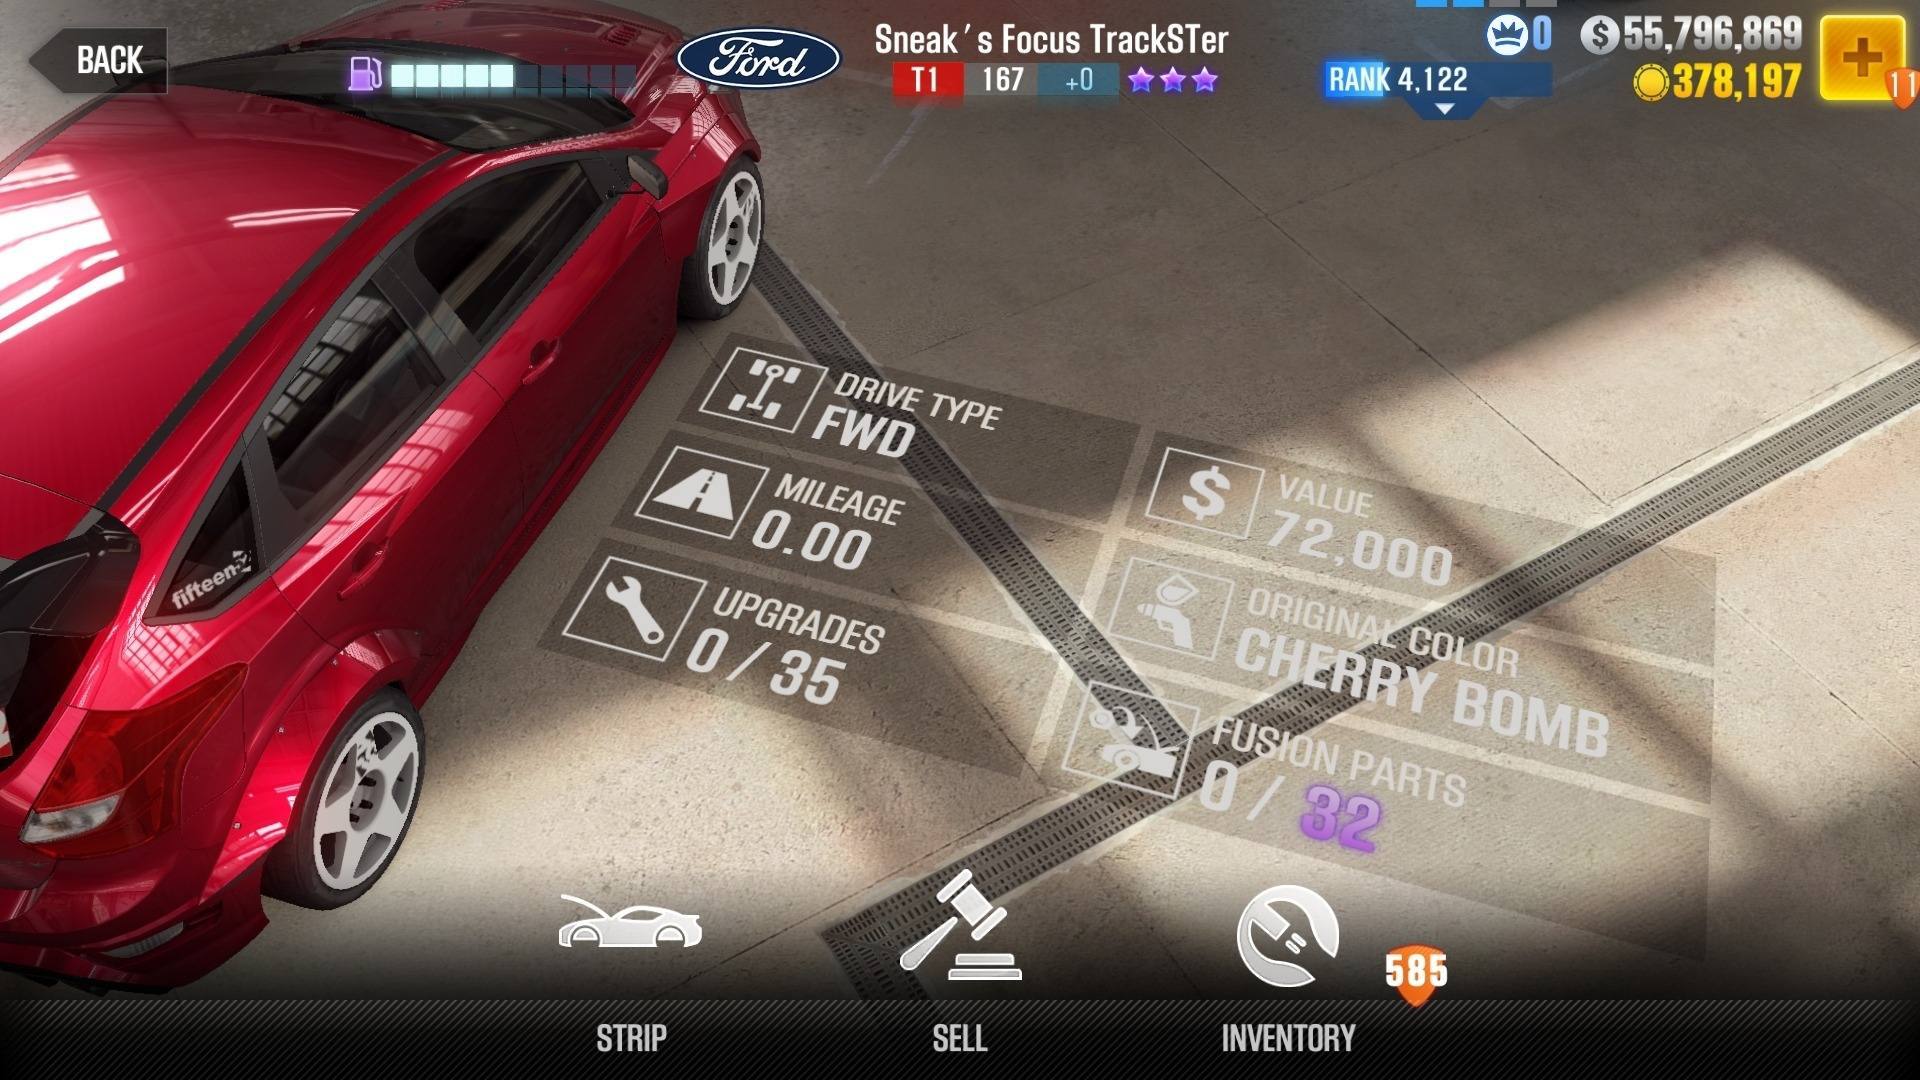 BACK
Ford
Sneak's Focus TrackSTer
T1 167 +0
RANK 4,122
0
55,796,869
378,197
11
DRIVE TYPE
FWD
MILEAGE
0.00
UPGRADES
0 / 35
$ VALUE
72,000
ORIGINAL COLOR
CHERRY BOMB
FUSION PARTS
0 / 32
fifteen52
585
STRIP
SELL
INVENTORY